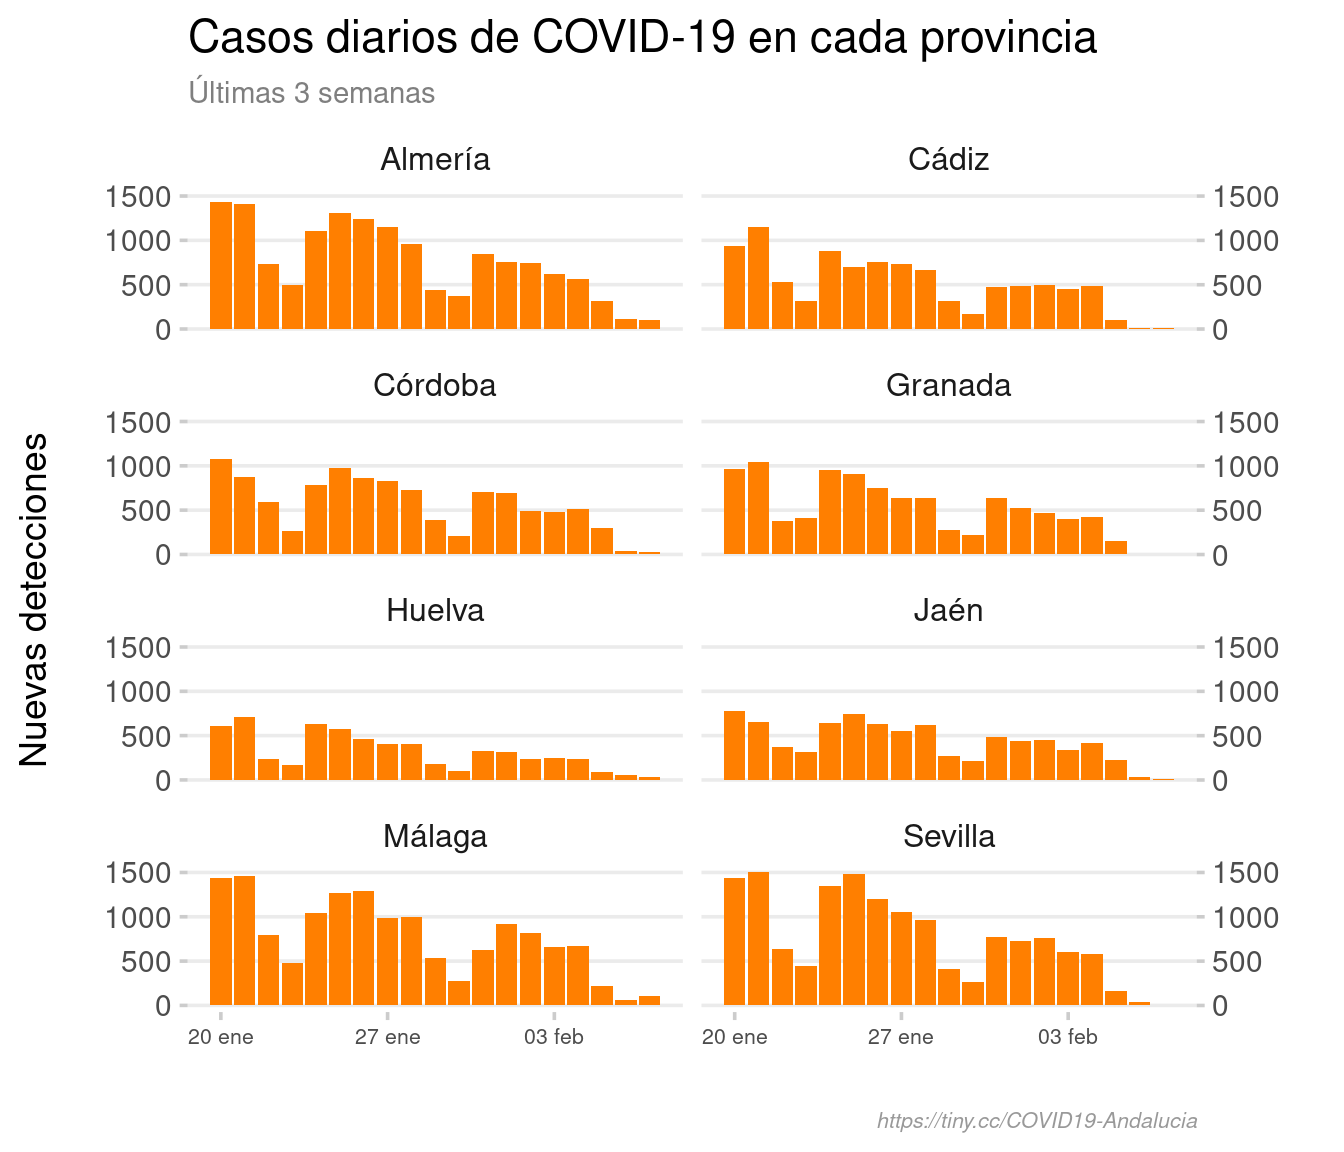 Casos diarios de COVID-19 en cada provincia
Últimas 3 semanas
Nuevas detecciones
Almería
Cádiz
1500
1000
500
0
1500
1000
500
0
Córdoba
Granada
1500
1000
500
0
1500
1000
500
0
Huelva
Jaén
1500
1000
500
0
1500
1000
500
0
Málaga
Sevilla
1500
1000
500
0
1500
1000
500
0
20 ene 27 ene 03 feb
20 ene 27 ene 03 feb
https://tiny.cc/COVID19-Andalucia